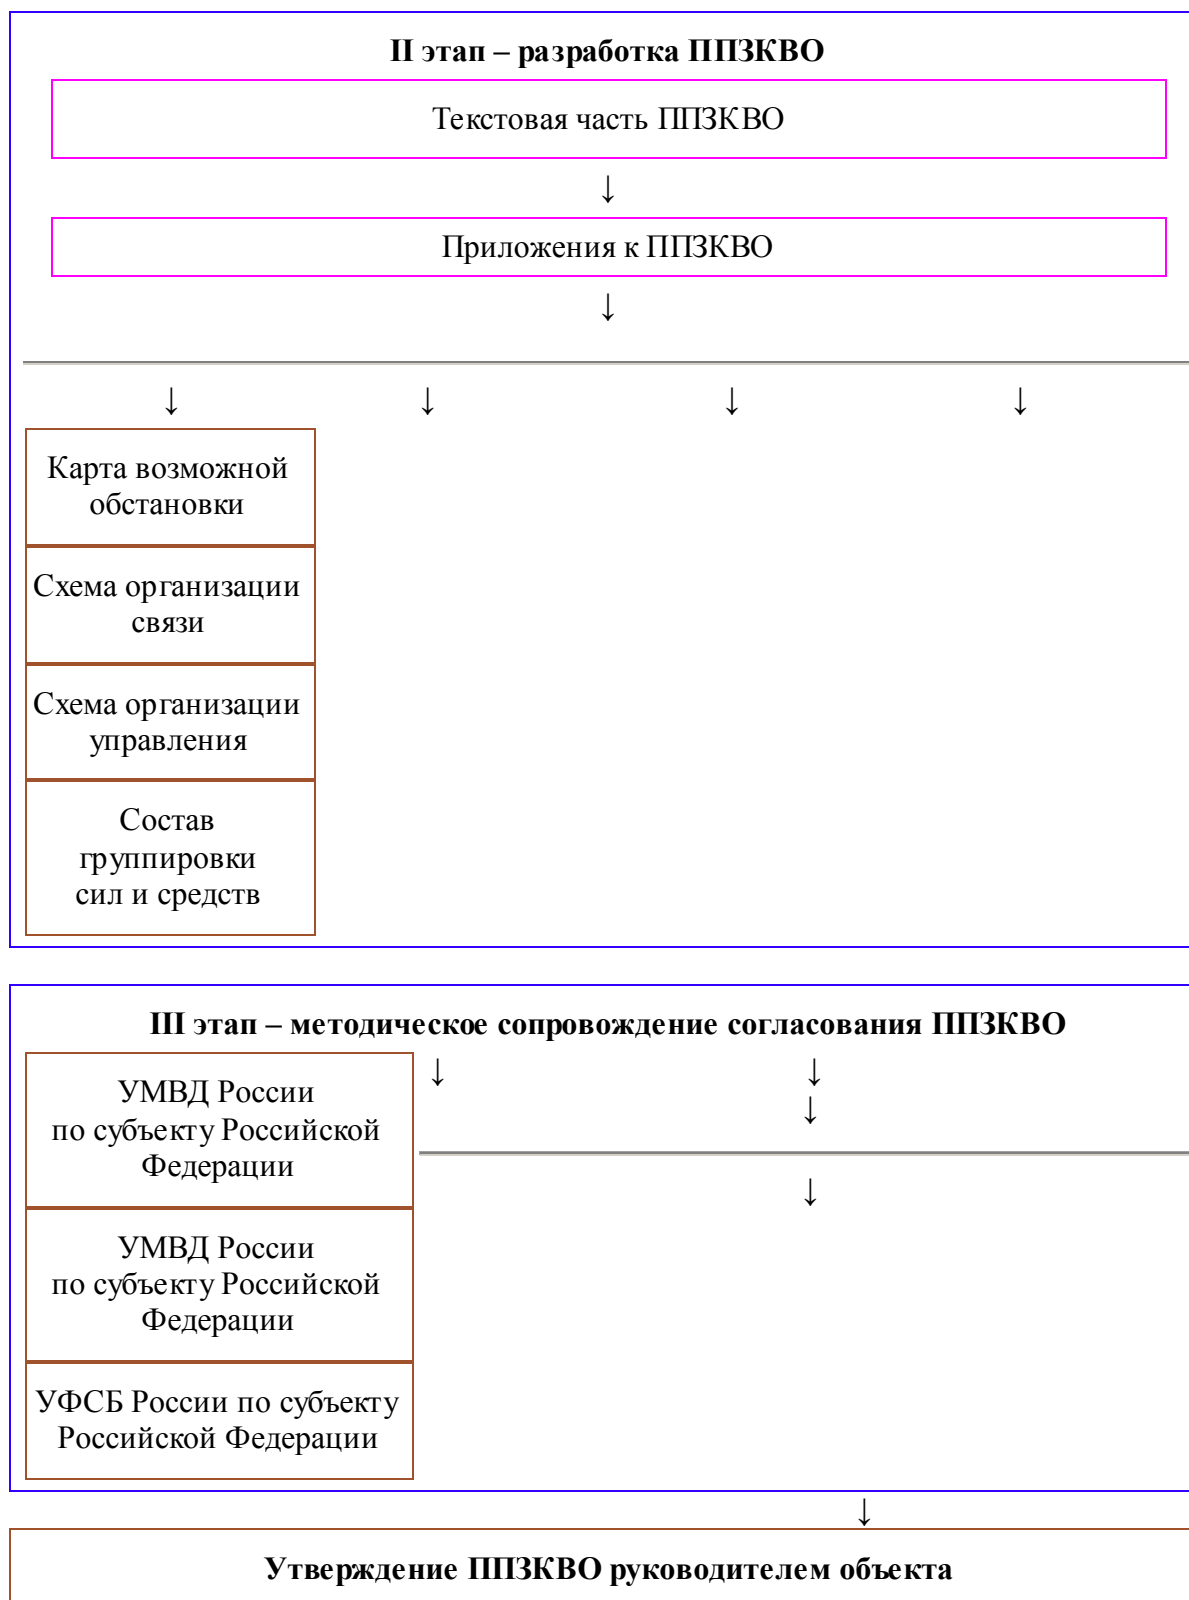 II этап – разработка ППЗКВО
Текстовая часть ППЗКВО
↓
Приложения к ППЗКВО
↓
↓ ↓ ↓ ↓
Карта возможной
обстановки
Схема организации
связи
Схема организации
управления
Состав
группировки
сил и средств
III этап – методическое сопровождение согласования ППЗКВО
↓ ↓
↓
↓
УМВД России
по субъекту Российской
Федерации
УМВД России
по субъекту Российской
Федерации
УФСБ России по субъекту
Российской Федерации
↓
Утверждение ППЗКВО руководителем объекта